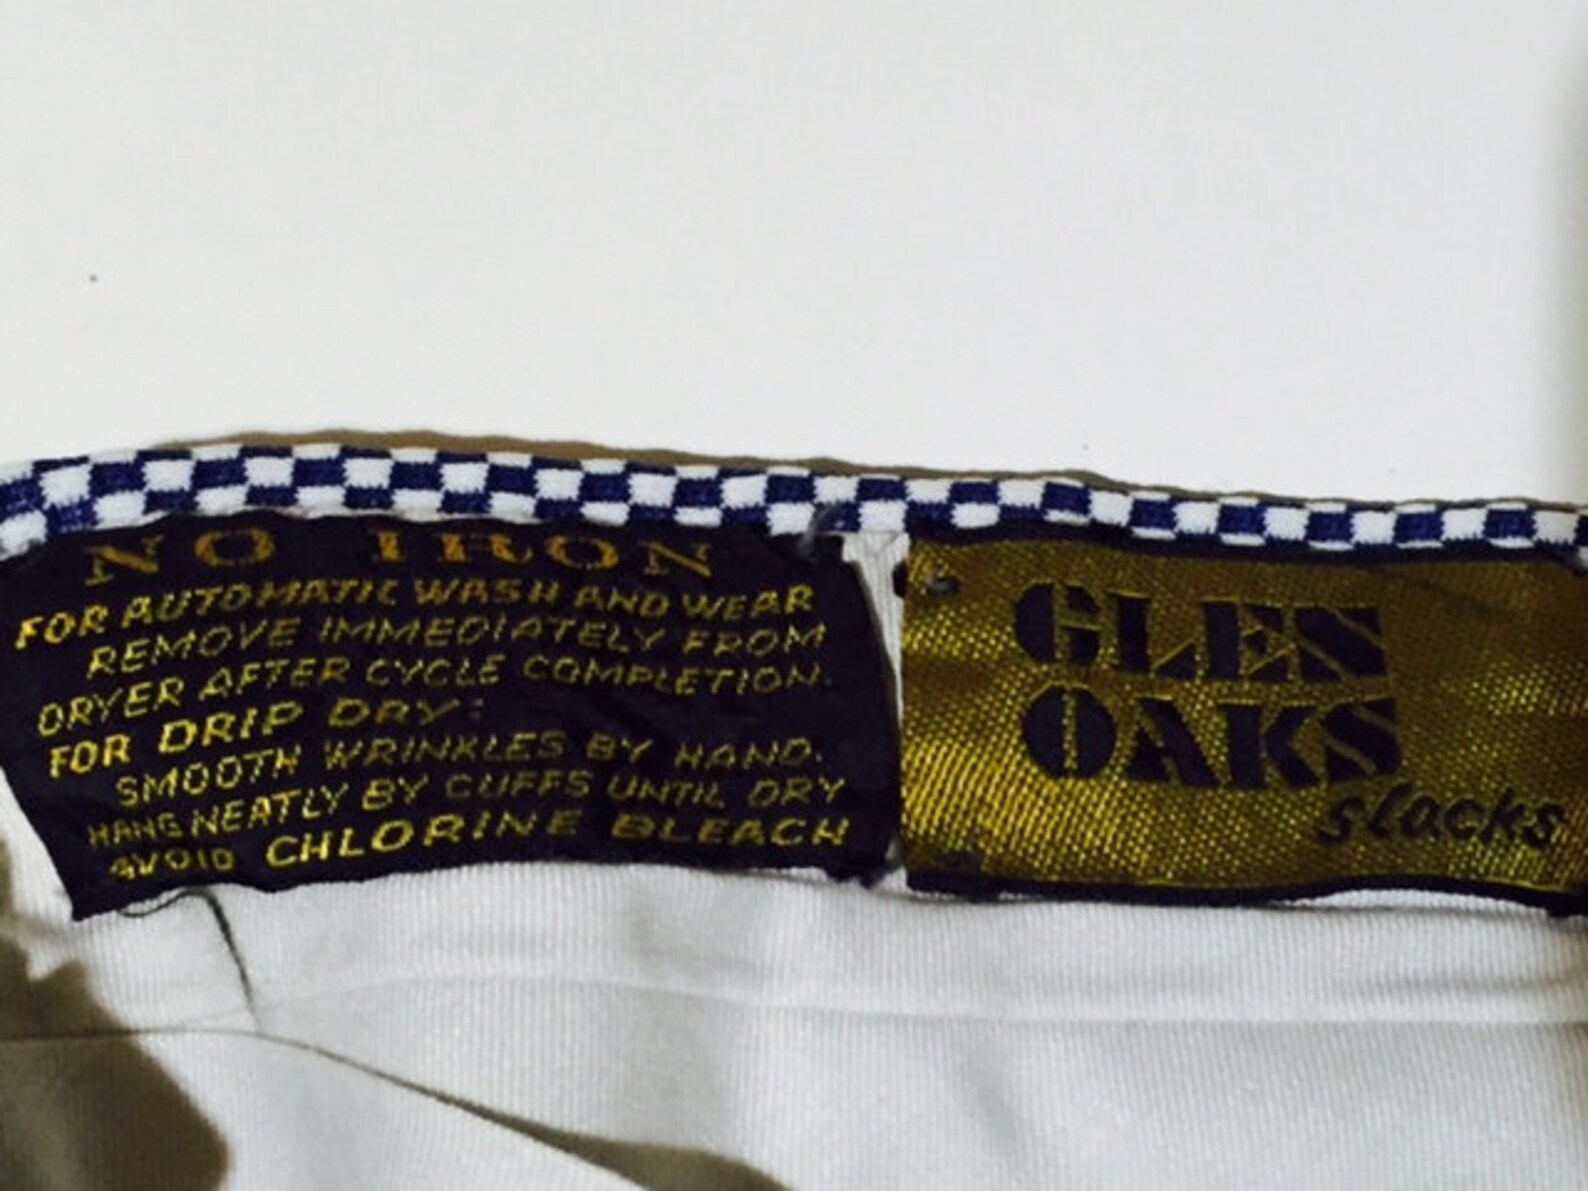 NO IRON
FOR AUTOMATIC WASH AND WEAR
REMOVE IMMEDIATELY FROM
DRYER AFTER CYCLE COMPLETION.
FOR DRIP DRY:
SMOOTH WRINKLES BY HAND.
HANG NEATLY BY CUFFS UNTIL DRY
AVOID CHLORINE BLEACH
GLEN
OAKS
slacks